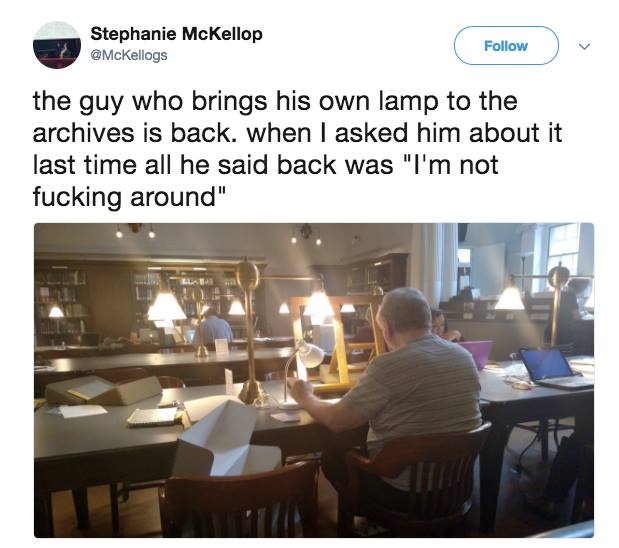 Stephanie McKellop
@McKellogs
Follow
the guy who brings his own lamp to the
archives is back. when I asked him about it
last time all he said back was "I'm not
fucking around"